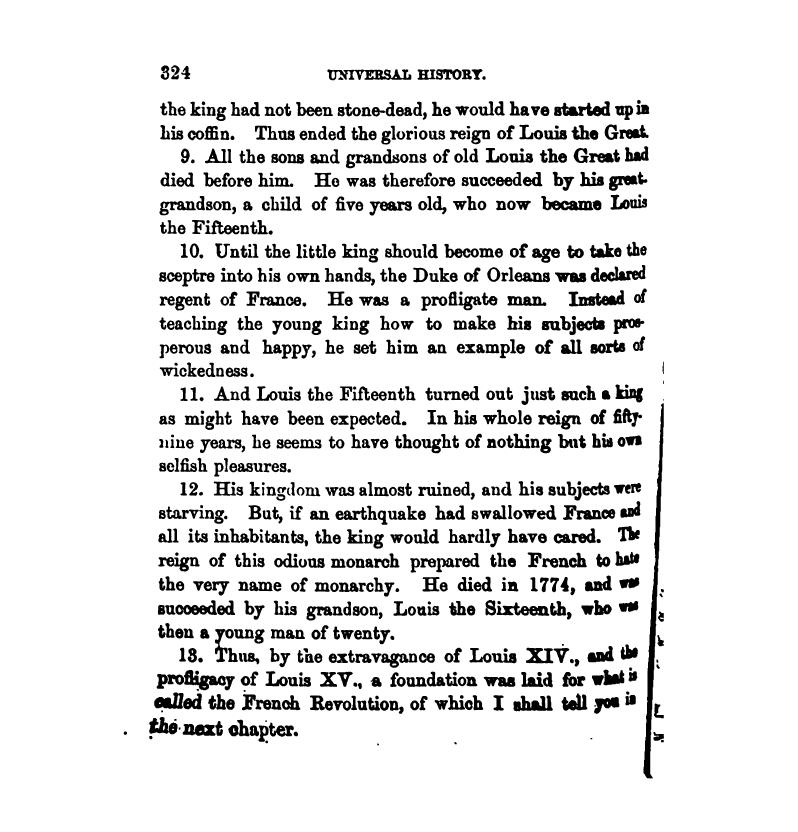 324 UNIVERSAL HISTORY.
the king had not been stone-dead, he would have started up in
his coffin. Thus ended the glorious reign of Louis the Great.
9. All the sons and grandsons of old Louis the Great had
died before him. He was therefore succeeded by his great-
grandson, a child of five years old, who now became Louis
the Fifteenth.
10. Until the little king should become of age to take the
sceptre into his own hands, the Duke of Orleans was declared
regent of France. He was a profligate man. Instead of
teaching the young king how to make his subjects pros-
perous and happy, he set him an example of all sorts of
wickedness.
11. And Louis the Fifteenth turned out just such a king
as might have been expected. In his whole reign of fifty-
nine years, he seems to have thought of nothing but his own
selfish pleasures.
12. His kingdom was almost ruined, and his subjects were
starving. But, if an earthquake had swallowed France and
all its inhabitants, the king would hardly have cared. The
reign of this odious monarch prepared the French to hate
the very name of monarchy. He died in 1774, and was
succeeded by his grandson, Louis the Sixteenth, who was
then a young man of twenty.
13. Thus, by the extravagance of Louis XIV., and the
profligacy of Louis XV., a foundation was laid for what is
called the French Revolution, of which I shall tell you in
the next chapter.